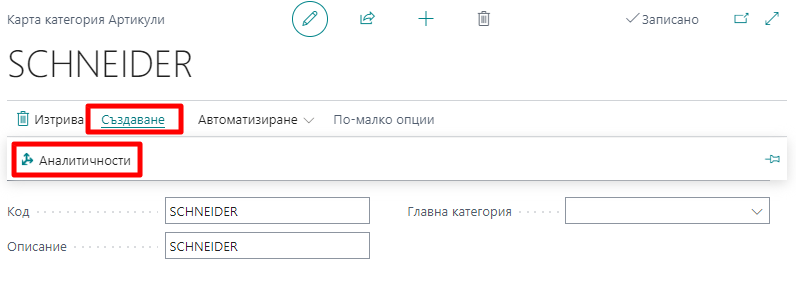 Карта категория Артикули
Записано
SCHNEIDER
Изтрива Създаване Автоматизиране По-малко опции
Аналитичности
Код SCHNEIDER Главна категория
Описание SCHNEIDER